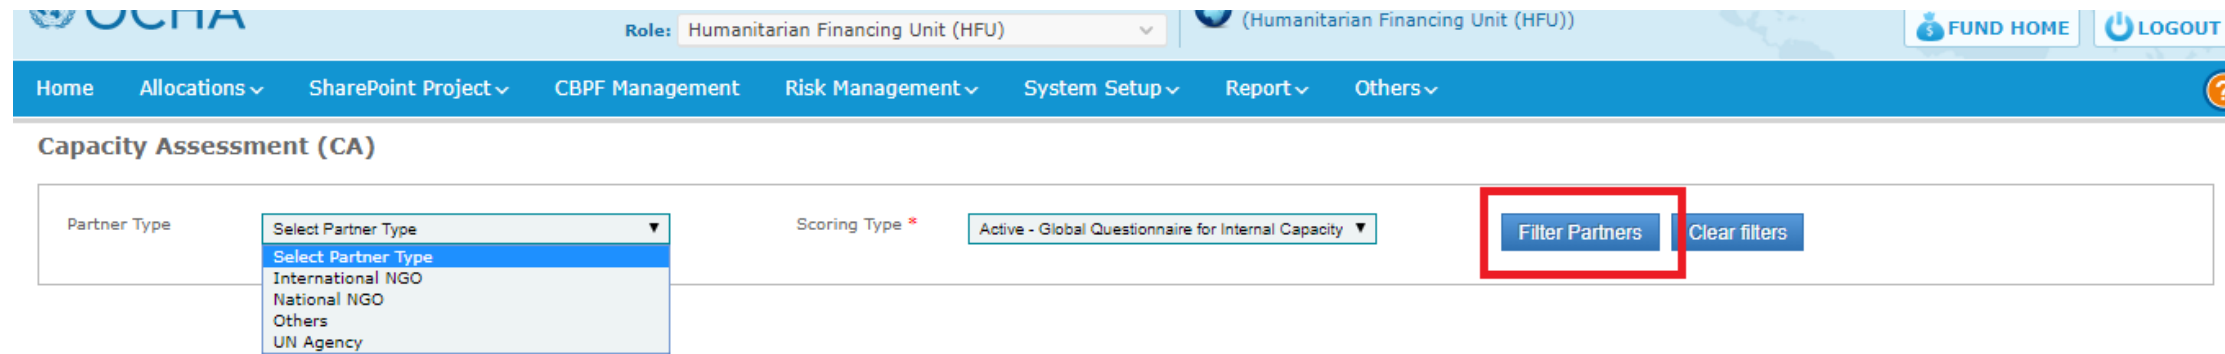 OCHA
Role: Humanitarian Financing Unit (HFU)
(Humanitarian Financing Unit (HFU))
FUND HOME
LOGOUT
Home Allocations SharePoint Project CBPF Management Risk Management System Setup Report Others ?
Capacity Assessment (CA)
Partner Type Select Partner Type Scoring Type * Active - Global Questionnaire for Internal Capacity Filter Partners Clear filters
Select Partner Type
International NGO
National NGO
Others
UN Agency